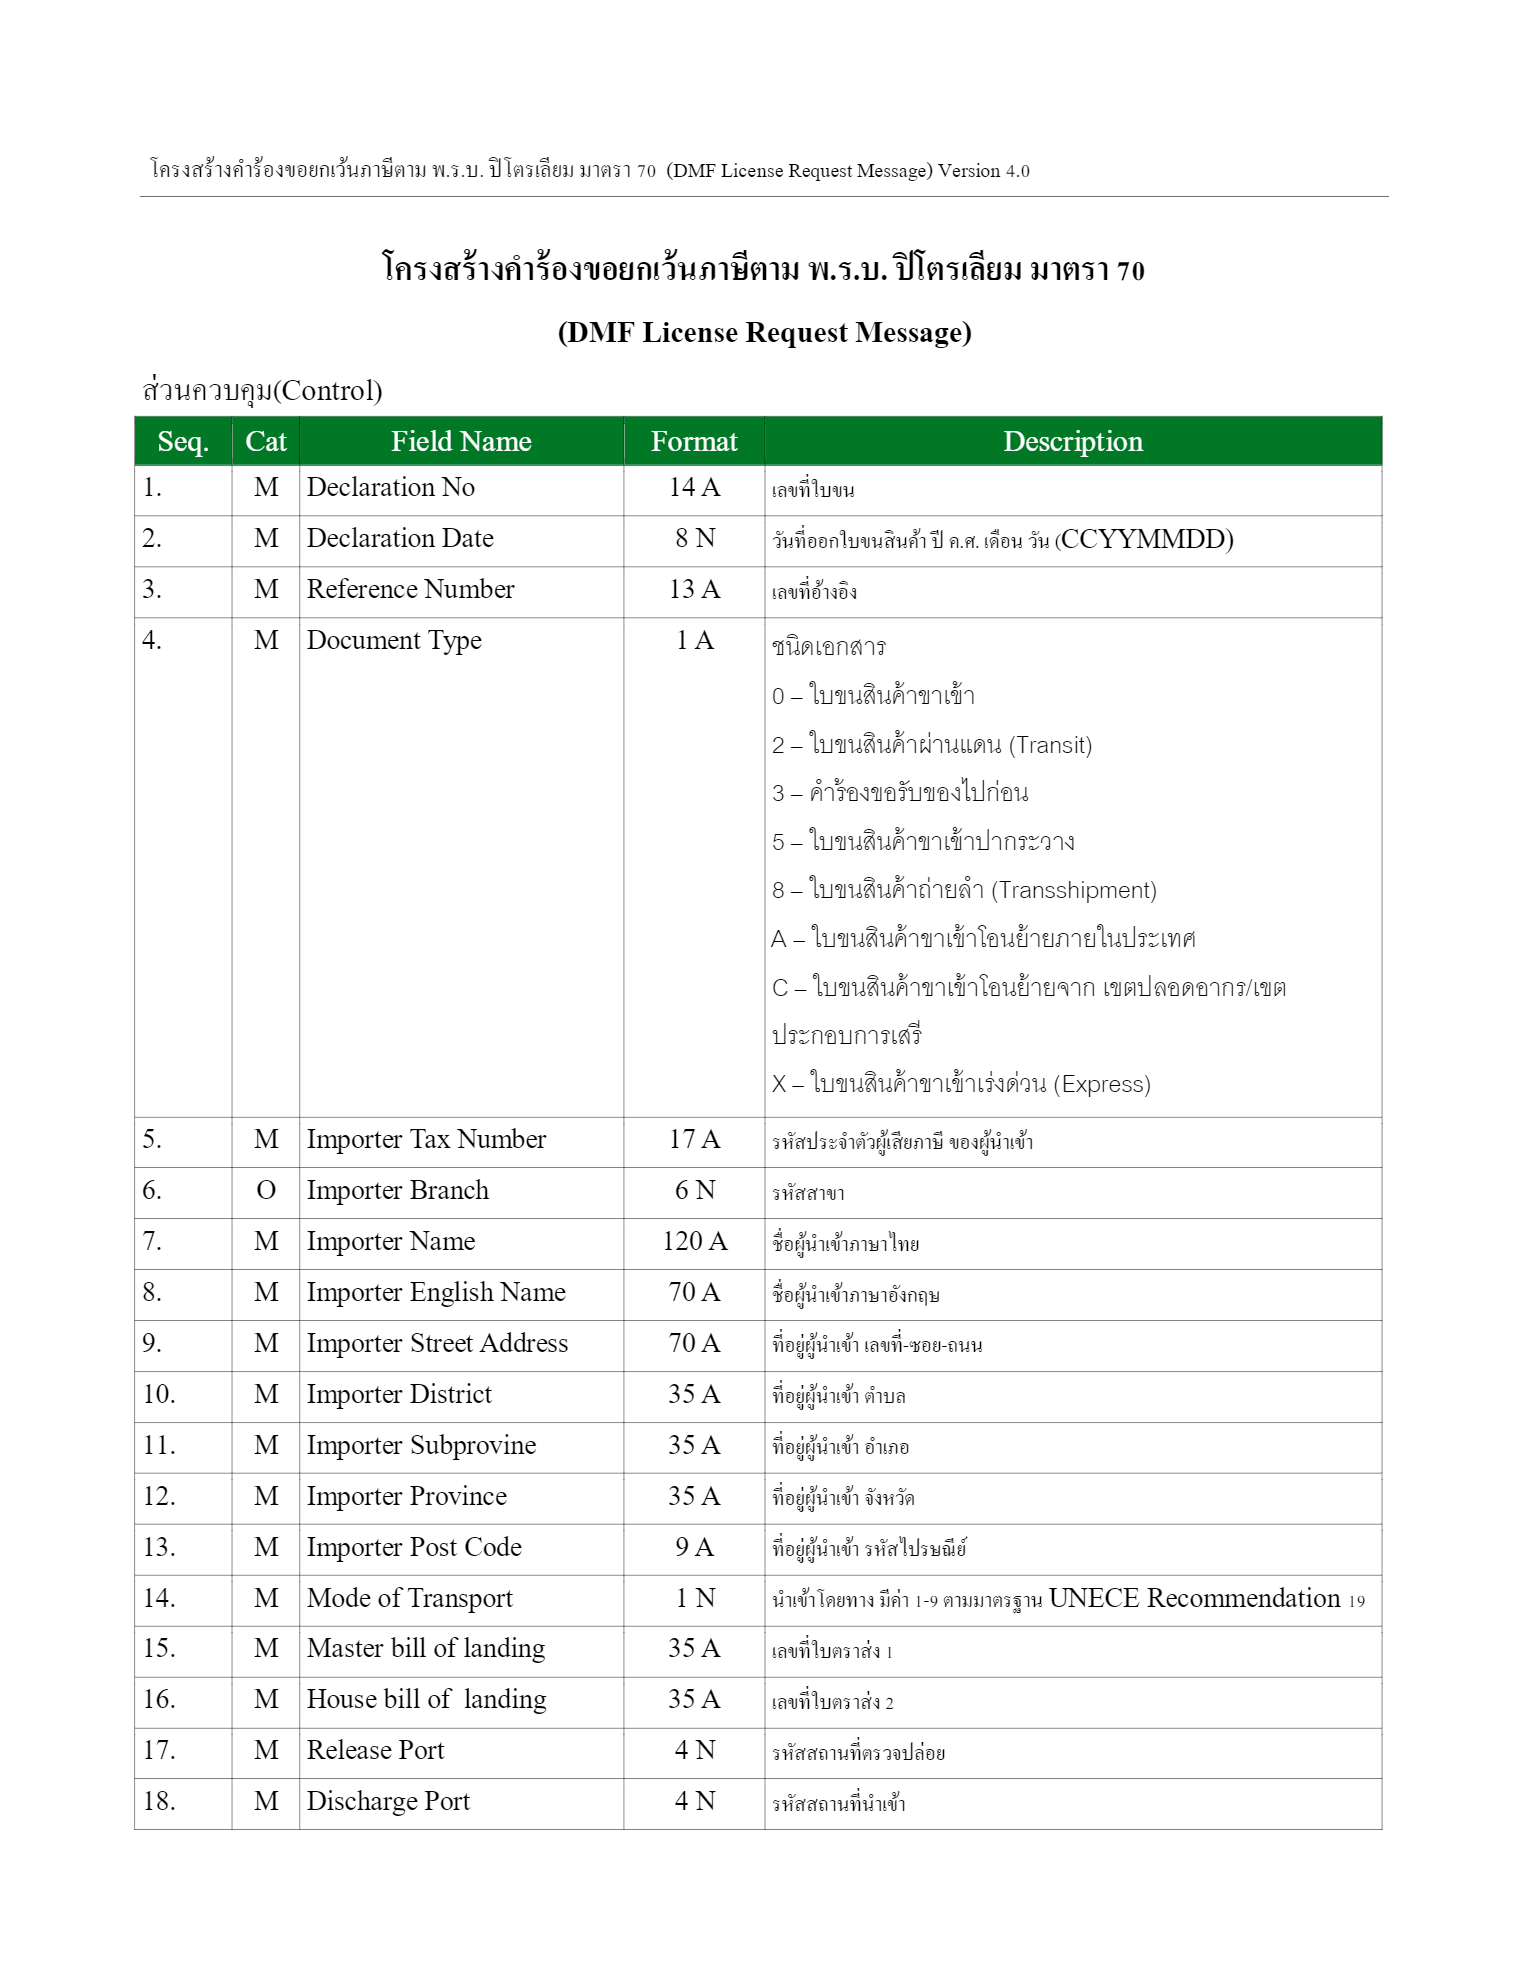 โครงสร้างคำร้องขอยกเว้นภาษีตาม พ.ร.บ. ปิโตรเลียม มาตรา 70 (DMF License Request Message) Version 4.0
โครงสร้างคำร้องขอยกเว้นภาษีตาม พ.ร.บ. ปิโตรเลียม มาตรา 70
(DMF License Request Message)
ส่วนควบคุม(Control)
Seq. Cat Field Name Format Description
1. M Declaration No 14 A เลขที่ใบขน
2. M Declaration Date 8 N วันที่ออกใบขนสินค้า ปี ค.ศ. เดือน วัน (CCYYMMDD)
3. M Reference Number 13 A เลขที่อ้างอิง
4. M Document Type 1 A ชนิดเอกสาร
0 – ใบขนสินค้าขาเข้า
2 – ใบขนสินค้าผ่านแดน (Transit)
3 – คำร้องขอรับของไปก่อน
5 – ใบขนสินค้าขาเข้าปากระวาง
8 – ใบขนสินค้าถ่ายลำ (Transshipment)
A – ใบขนสินค้าขาเข้าโอนย้ายภายในประเทศ
C – ใบขนสินค้าขาเข้าโอนย้ายจาก เขตปลอดอากร/เขต
ประกอบการเสรี
X – ใบขนสินค้าขาเข้าเร่งด่วน (Express)
5. M Importer Tax Number 17 A รหัสประจำตัวผู้เสียภาษี ของผู้นำเข้า
6. O Importer Branch 6 N รหัสสาขา
7. M Importer Name 120 A ชื่อผู้นำเข้าภาษาไทย
8. M Importer English Name 70 A ชื่อผู้นำเข้าภาษาอังกฤษ
9. M Importer Street Address 70 A ที่อยู่ผู้นำเข้า เลขที่-ซอย-ถนน
10. M Importer District 35 A ที่อยู่ผู้นำเข้า ตำบล
11. M Importer Subprovine 35 A ที่อยู่ผู้นำเข้า อำเภอ
12. M Importer Province 35 A ที่อยู่ผู้นำเข้า จังหวัด
13. M Importer Post Code 9 A ที่อยู่ผู้นำเข้า รหัสไปรษณีย์
14. M Mode of Transport 1 N นำเข้าโดยทาง มีค่า 1-9 ตามมาตรฐาน UNECE Recommendation 19
15. M Master bill of landing 35 A เลขที่ใบตราส่ง 1
16. M House bill of landing 35 A เลขที่ใบตราส่ง 2
17. M Release Port 4 N รหัสสถานที่ตรวจปล่อย
18. M Discharge Port 4 N รหัสสถานที่นำเข้า